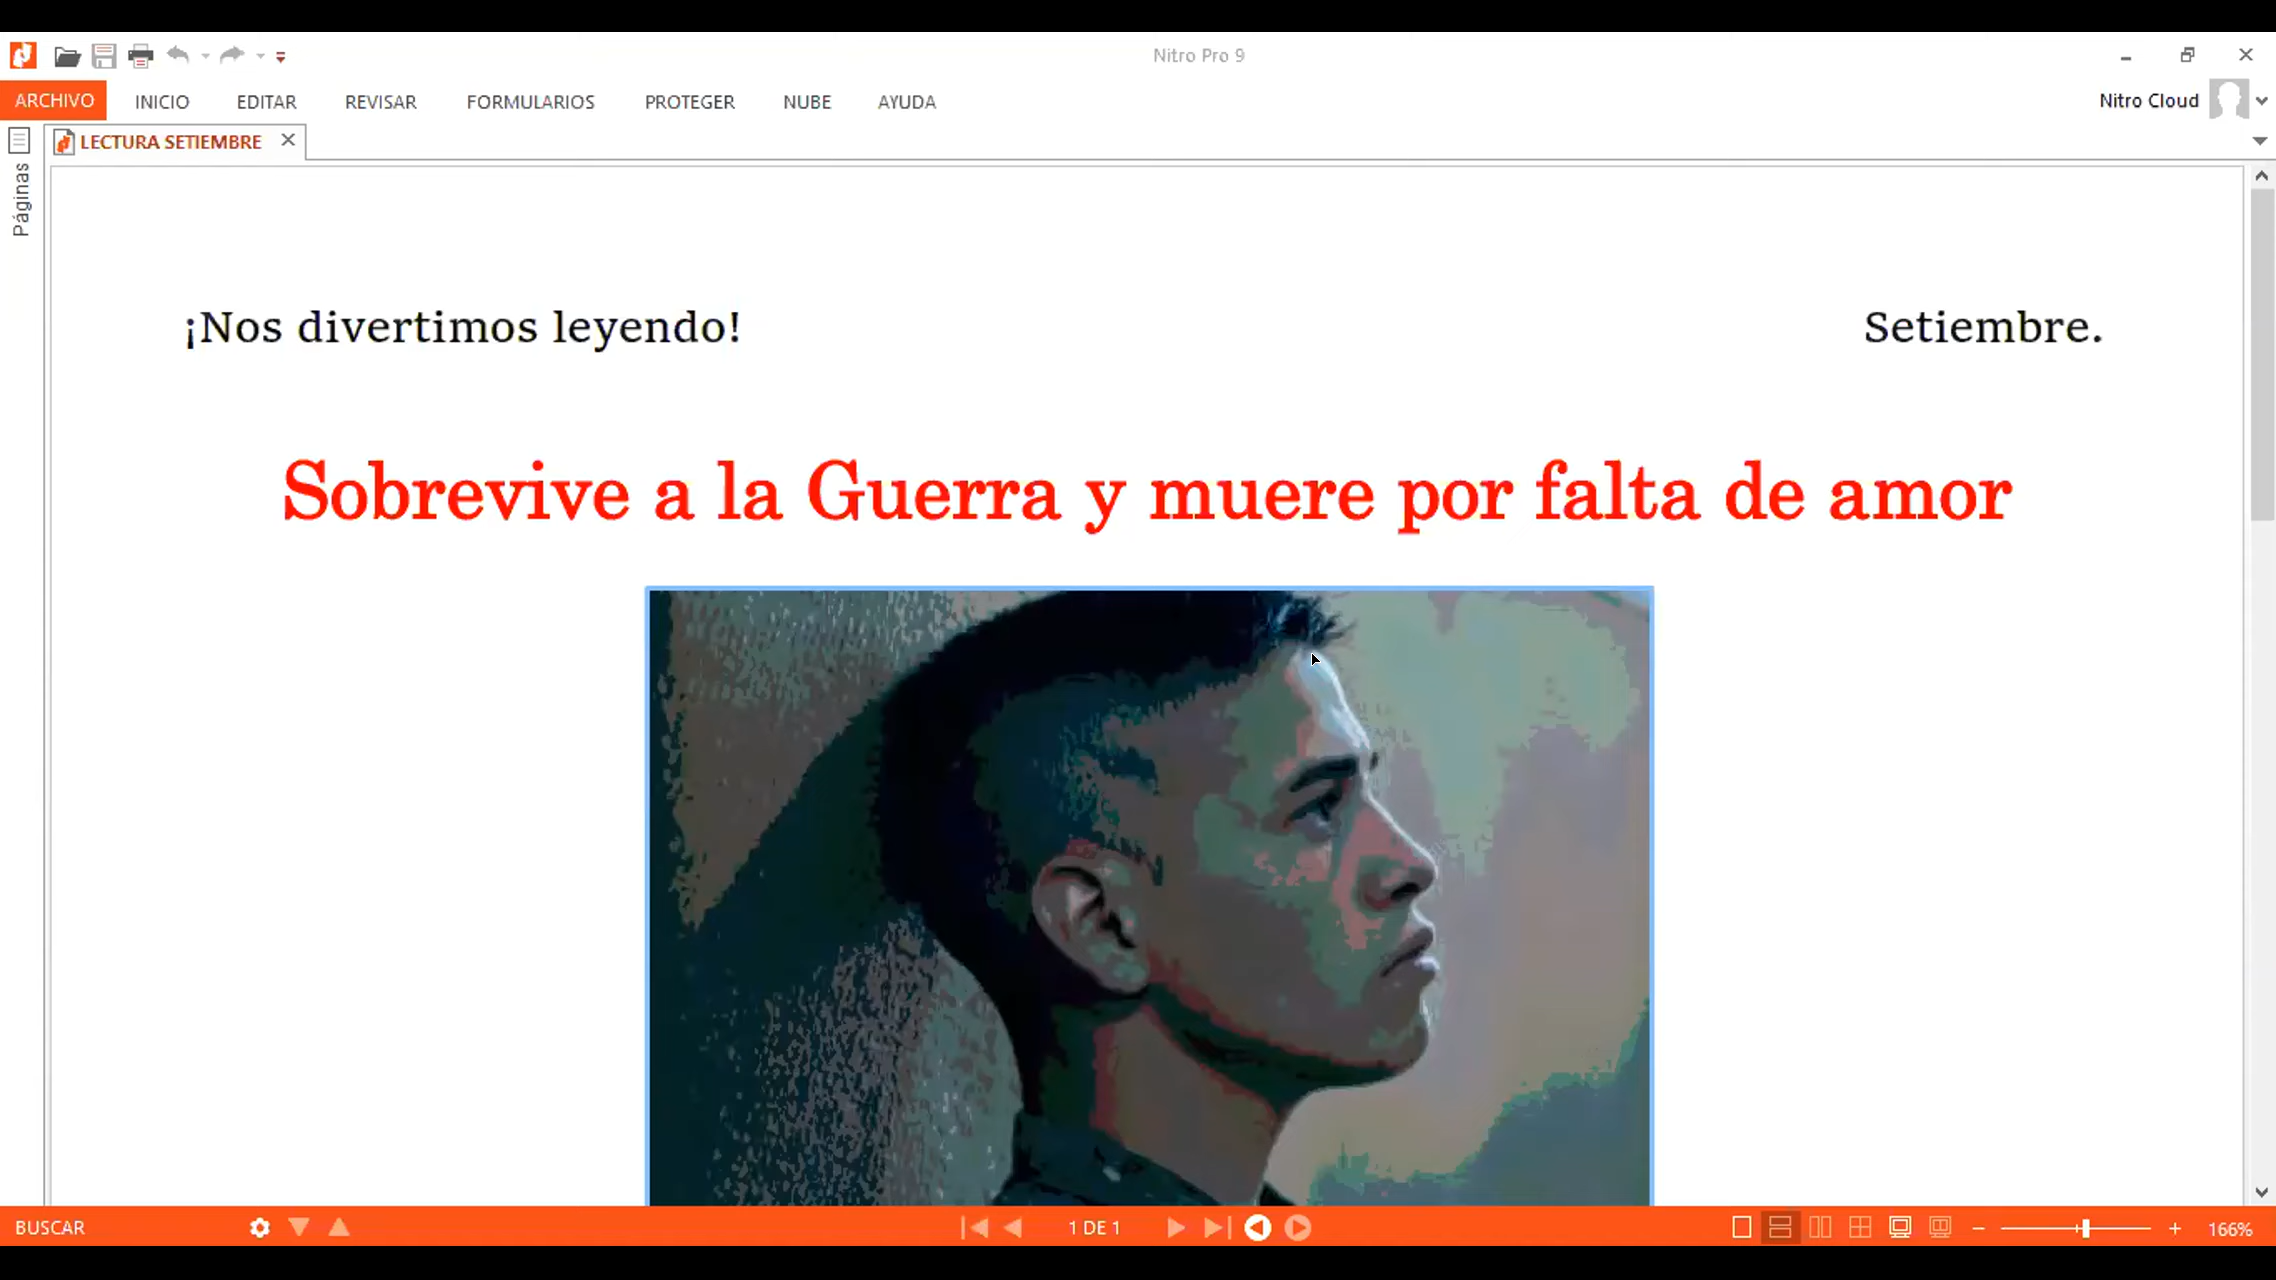 Nitro Pro 9
ARCHIVO INICIO EDITAR REVISAR FORMULARIOS PROTEGER NUBE AYUDA Nitro Cloud
LECTURA SETIEMBRE
Páginas
¡Nos divertimos leyendo! Setiembre.
Sobrevive a la Guerra y muere por falta de amor
BUSCAR 1 DE 1 166%